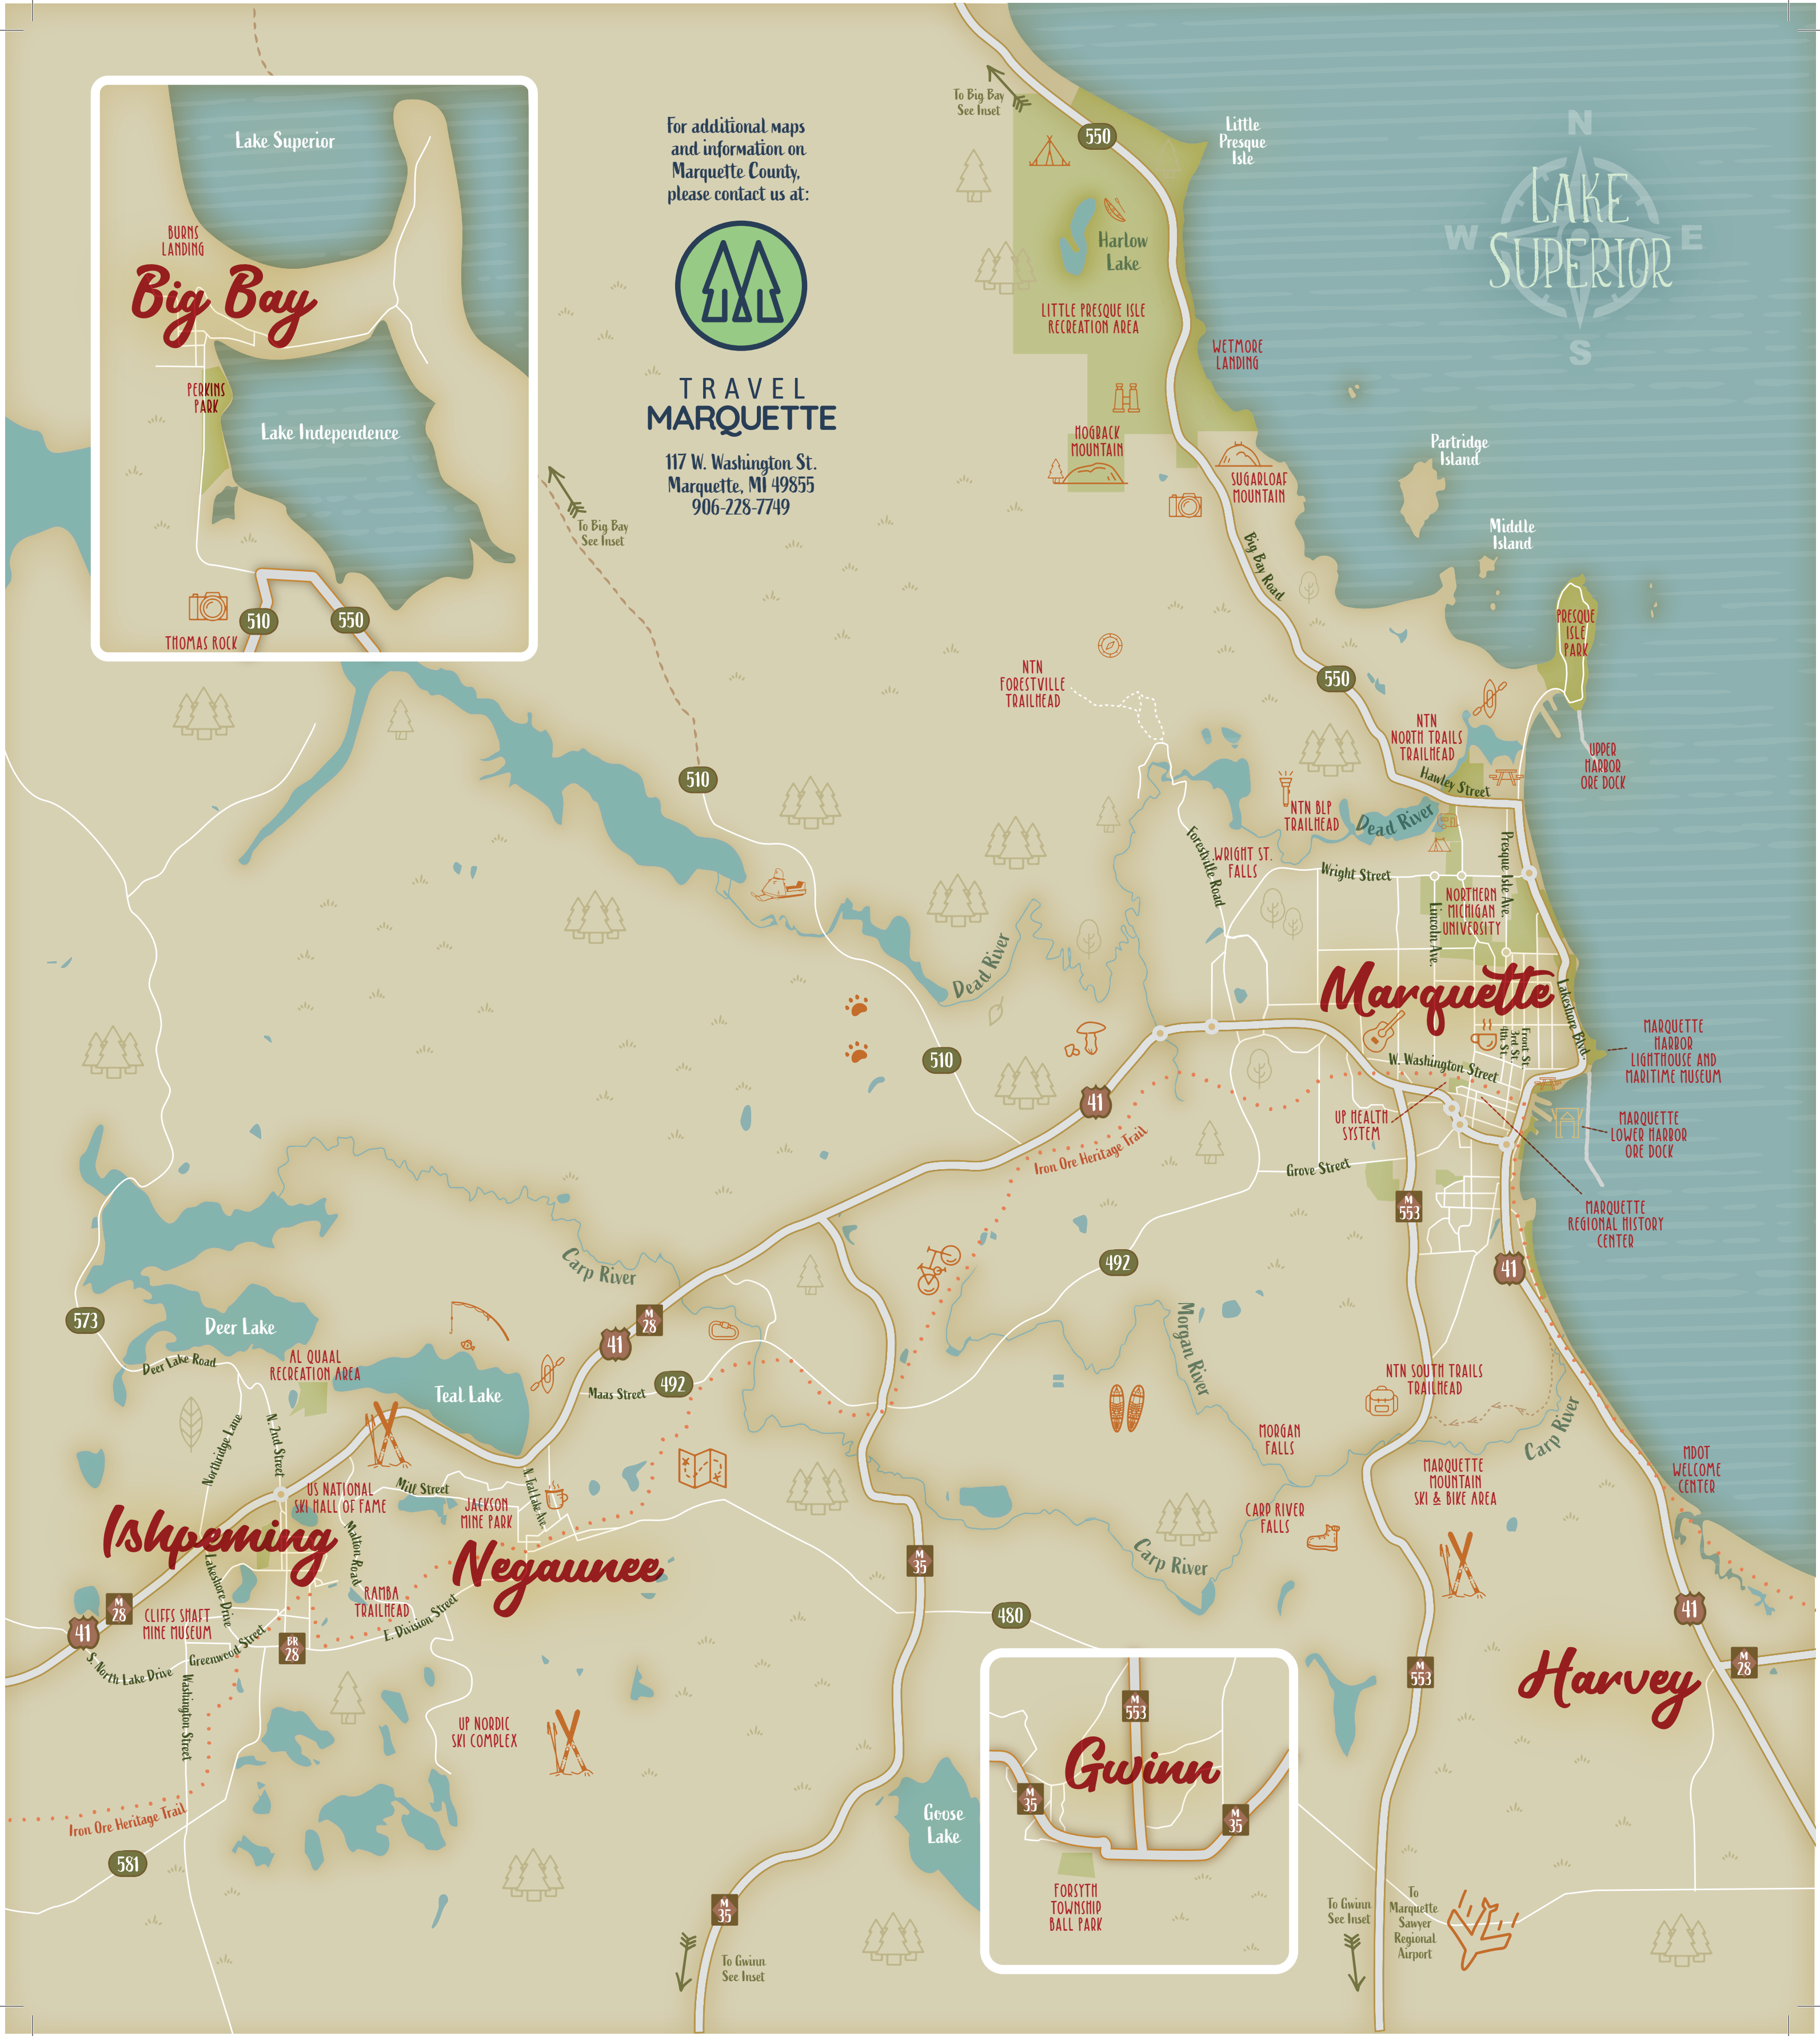 To Big Bay
See Inset
550
Little
Presque
Isle
N
W
E
S
LAKE
SUPERIOR
Lake Superior
BURNS
LANDING
Big Bay
PERKINS
PARK
Lake Independence
THOMAS ROCK
510
550
For additional maps
and information on
Marquette County,
please contact us at:
TRAVEL
MARQUETTE
117 W. Washington St.
Marquette, MI 49855
906-228-7749
To Big Bay
See Inset
Harlow
Lake
LITTLE PRESQUE ISLE
RECREATION AREA
WETMORE
LANDING
HOGBACK
MOUNTAIN
SUGARLOAF
MOUNTAIN
Partridge
Island
Middle
Island
Big Bay Road
PRESQUE
ISLE
PARK
NTN
FORESTVILLE
TRAILHEAD
550
NTN
NORTH TRAILS
TRAILHEAD
UPPER
HARBOR
ORE DOCK
Hawley Street
510
NTN BLP
TRAILHEAD
Dead River
Forestville Road
WRIGHT ST.
FALLS
Wright Street
Presque Isle Ave.
Lincoln Ave.
NORTHERN
MICHIGAN
UNIVERSITY
Dead River
Marquette
Lakeshore Blvd.
Front St.
3rd St.
4th St.
W. Washington Street
MARQUETTE
HARBOR
LIGHTHOUSE AND
MARITIME MUSEUM
510
41
UP HEALTH
SYSTEM
MARQUETTE
LOWER HARBOR
ORE DOCK
Iron Ore Heritage Trail
Grove Street
M
553
MARQUETTE
REGIONAL HISTORY
CENTER
Carp River
492
41
573
Deer Lake
M
28
41
Deer Lake Road
AL QUAAL
RECREATION AREA
Teal Lake
Maas Street
492
Morgan River
NTN SOUTH TRAILS
TRAILHEAD
Carp River
Northridge Lane
N. 2nd Street
MORGAN
FALLS
MARQUETTE
MOUNTAIN
SKI & BIKE AREA
MDOT
WELCOME
CENTER
US NATIONAL
SKI HALL OF FAME
Mill Street
JACKSON
MINE PARK
N. Teal Lake Ave.
CARP RIVER
FALLS
Ishpeming
Malton Road
Negaunee
Carp River
M
35
Lakeshore Drive
RAMBA
TRAILHEAD
E. Division Street
M
28
41
CLIFFS SHAFT
MINE MUSEUM
Greenwood Street
BR
28
S. North Lake Drive
Washington Street
480
41
M
28
Harvey
M
553
UP NORDIC
SKI COMPLEX
M
553
Gwinn
M
35
M
35
FORSYTH
TOWNSHIP
BALL PARK
Goose
Lake
Iron Ore Heritage Trail
581
M
35
To Gwinn
See Inset
To Gwinn
See Inset
To
Marquette
Sawyer
Regional
Airport